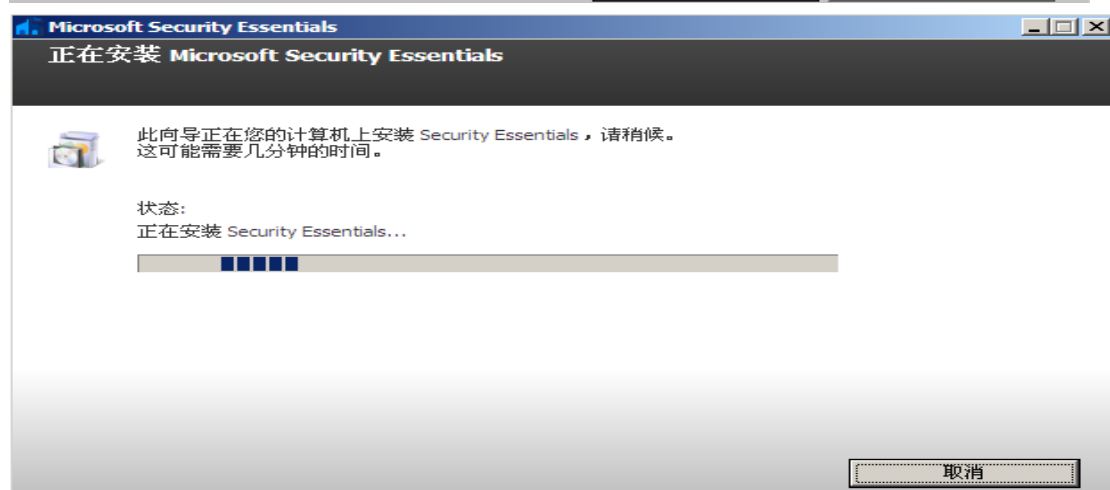 Microsoft Security Essentials
正在安装 Microsoft Security Essentials
此向导正在您的计算机上安装 Security Essentials，请稍候。
这可能需要几分钟的时间。
状态:
正在安装 Security Essentials...
取消